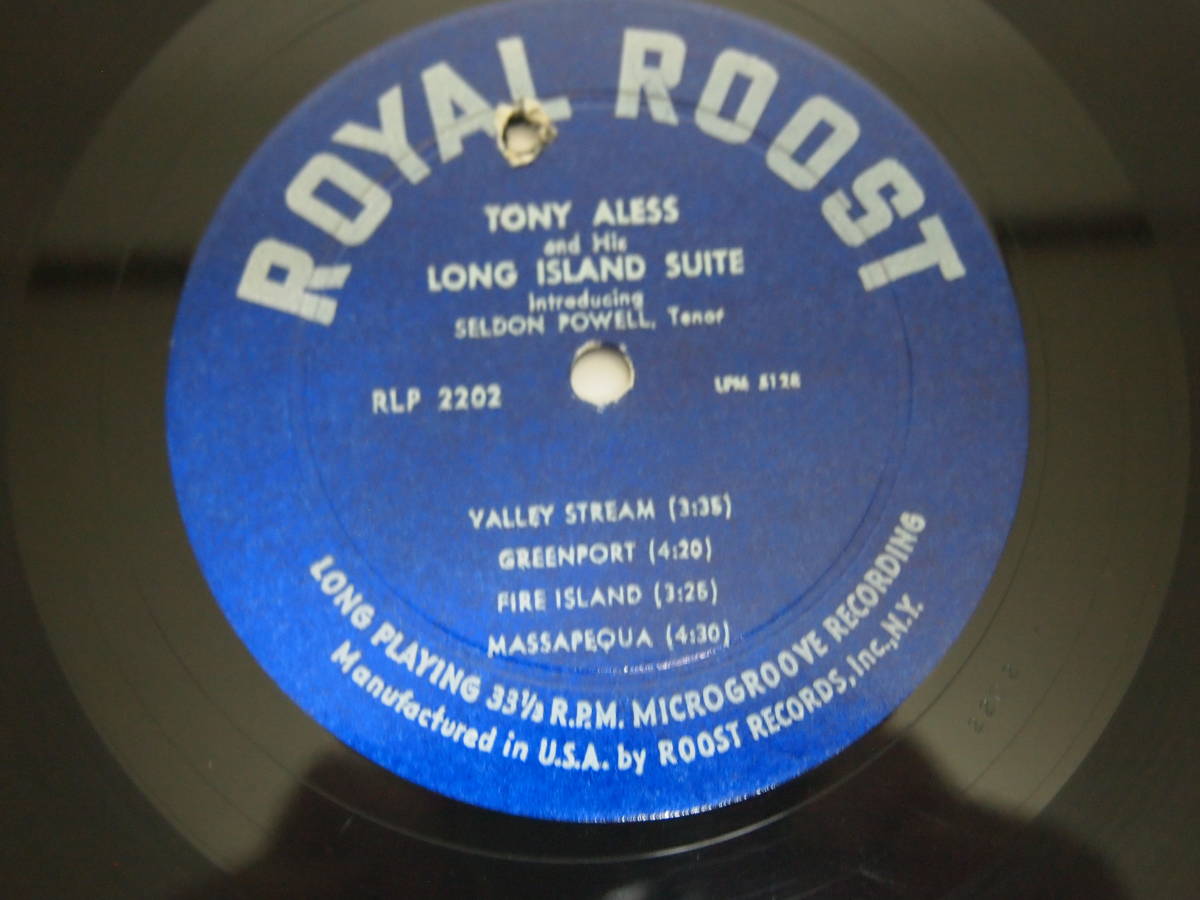 ROYAL ROOST
TONY ALESS
and His
LONG ISLAND SUITE
Introducing
SELDON POWELL, Tenor
RLP 2202
LPM 5128
VALLEY STREAM (3:35)
GREENPORT (4:20)
FIRE ISLAND (3:25)
MASSAPEQUA (4:30)
LONG PLAYING 33⅓ R.P.M. MICROGROOVE RECORDING
Manufactured in U.S.A. by ROOST RECORDS, Inc., N.Y.